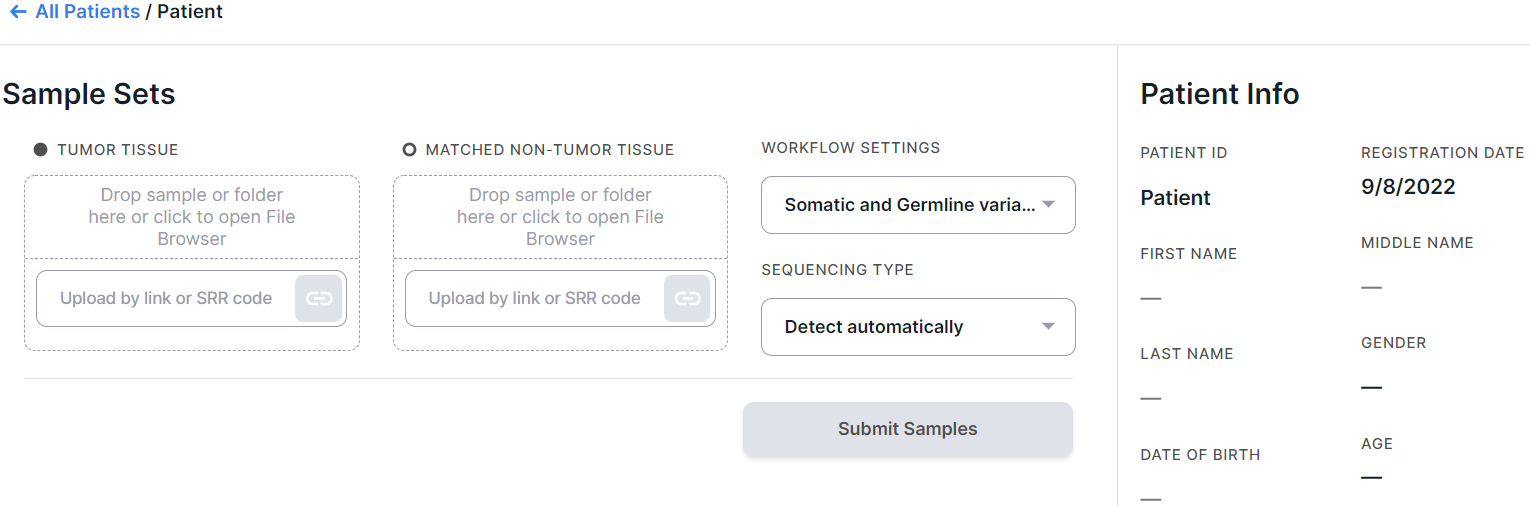 ← All Patients / Patient
Sample Sets
TUMOR TISSUE
Drop sample or folder
here or click to open File
Browser
Upload by link or SRR code
MATCHED NON-TUMOR TISSUE
Drop sample or folder
here or click to open File
Browser
Upload by link or SRR code
WORKFLOW SETTINGS
Somatic and Germline varia...
SEQUENCING TYPE
Detect automatically
Submit Samples
Patient Info
PATIENT ID
Patient
REGISTRATION DATE
9/8/2022
FIRST NAME
—
MIDDLE NAME
—
LAST NAME
—
GENDER
—
DATE OF BIRTH
—
AGE
—